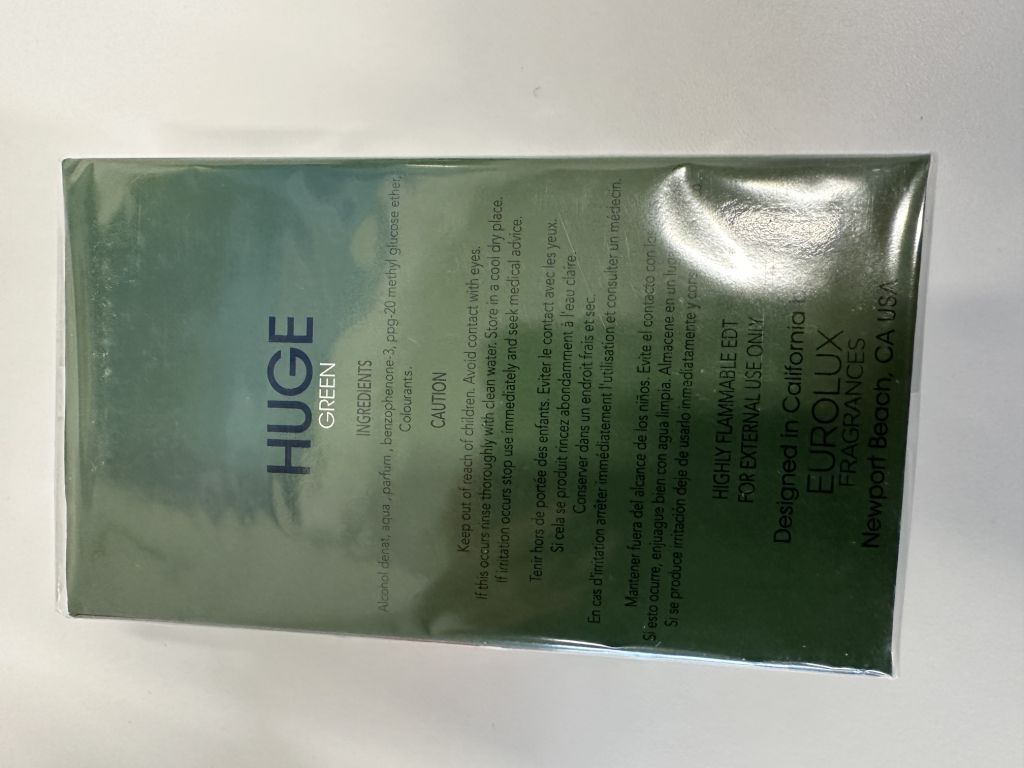 HUGE
GREEN
INGREDIENTS
Alconol denat, aqua , parfum , benzophenone-3, ppg-20 methyl glucose ether,
Colourants.
CAUTION
Keep out of reach of children. Avoid contact with eyes.
If this occurs rinse thoroughly with clean water. Store in a cool dry place.
If irritation occurs stop use immediately and seek medical advice.
Tenir hors de portée des enfants. Eviter le contact avec les yeux.
Si cela se produit rincez abondamment à l'eau claire.
Conserver dans un endroit frais et sec.
En cas d'irritation arrêter immédiatement l'utilisation et consulter un médecin.
Mantener fuera del alcance de los niños. Evite el contacto con
Si esto ocurre, enjuague bien con agua limpia. Almacene en un
Si se produce irritación deje de usarlo inmediatamente y
HIGHLY FLAMMABLE EDT
FOR EXTERNAL USE ONLY
Designed in California
EUROLUX
FRAGRANCES
Newport Beach, CA USA